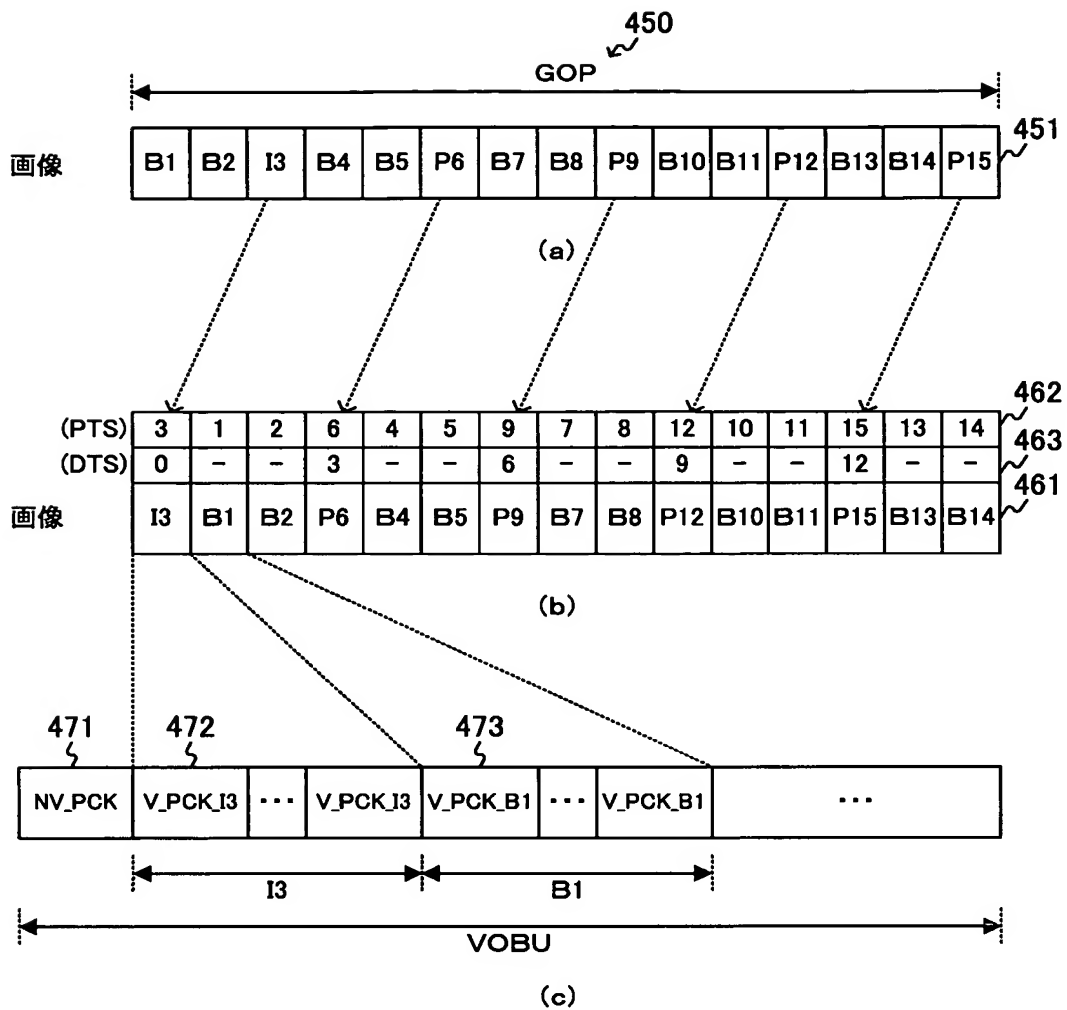 450
GOP
画像 B1 B2 I3 B4 B5 P6 B7 B8 P9 B10 B11 P12 B13 B14 P15 451
(a)
(PTS) 3 1 2 6 4 5 9 7 8 12 10 11 15 13 14 462
(DTS) 0 – – 3 – – 6 – – 9 – – 12 – – 463
画像 I3 B1 B2 P6 B4 B5 P9 B7 B8 P12 B10 B11 P15 B13 B14 461
(b)
471 472 473
NV_PCK V_PCK_I3 ··· V_PCK_I3 V_PCK_B1 ··· V_PCK_B1 ···
I3 B1
VOBU
(c)